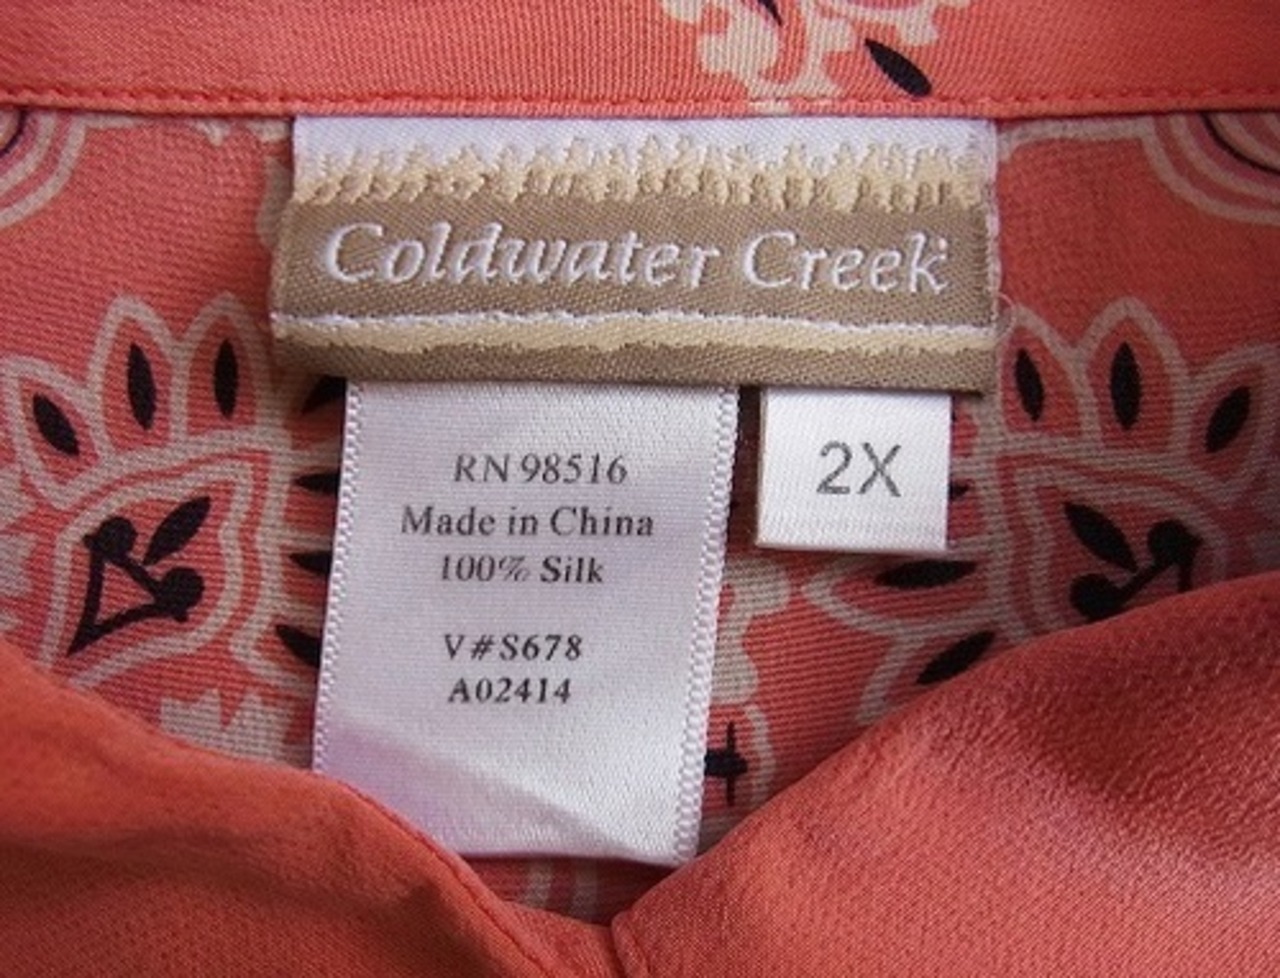 Coldwater Creek
RN 98516
Made in China
100% Silk
V#S678
A02414
2X